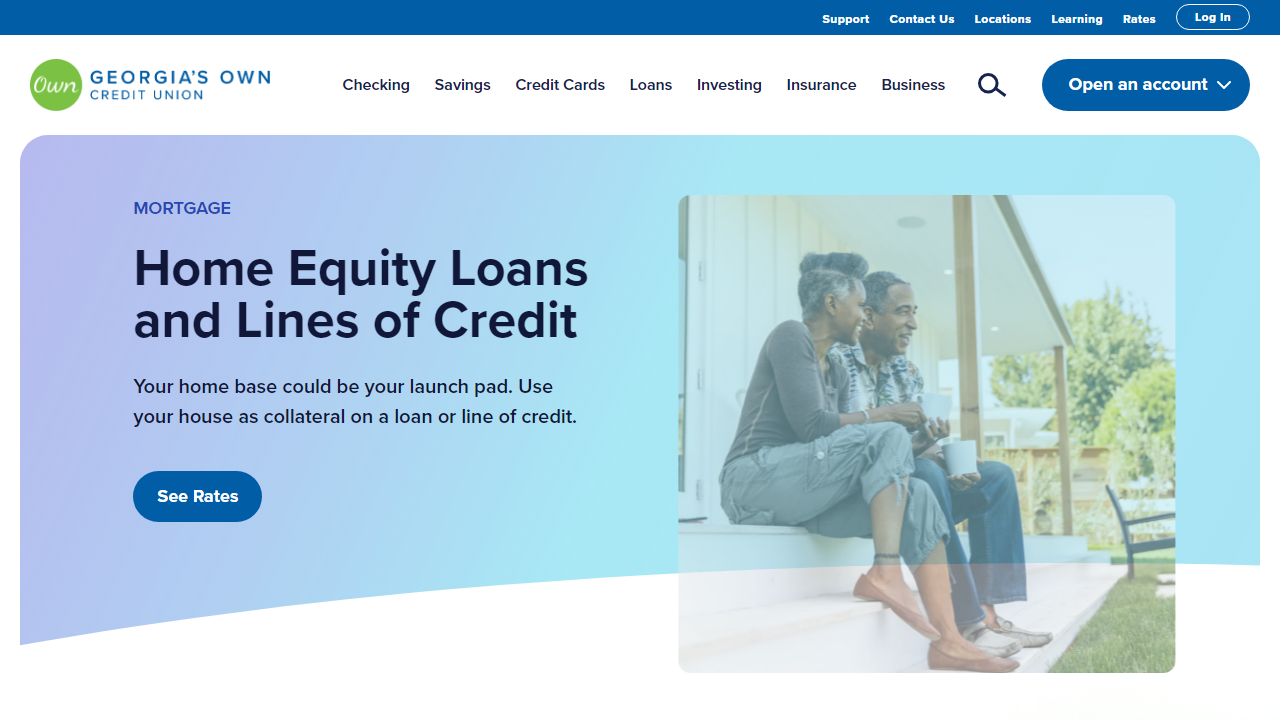 Support Contact Us Locations Learning Rates Log In
Own GEORGIA'S OWN
CREDIT UNION
Checking Savings Credit Cards Loans Investing Insurance Business Open an account
MORTGAGE
Home Equity Loans
and Lines of Credit
Your home base could be your launch pad. Use
your house as collateral on a loan or line of credit.
See Rates